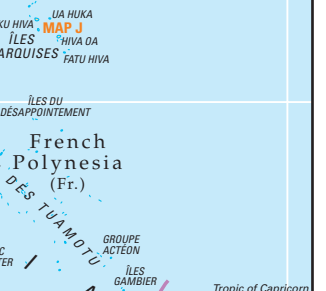 UA HUKA
KU HIVA
MAP J
ÎLES
HIVA OA
ARQUISES
FATU HIVA
ÎLES DU
DÉSAPPOINTEMENT
French
Polynesia
(Fr.)
DES TUAMOTU
GROUPE
ACTÉON
C
TER
ÎLES
GAMBIER
Tropic of Capricorn